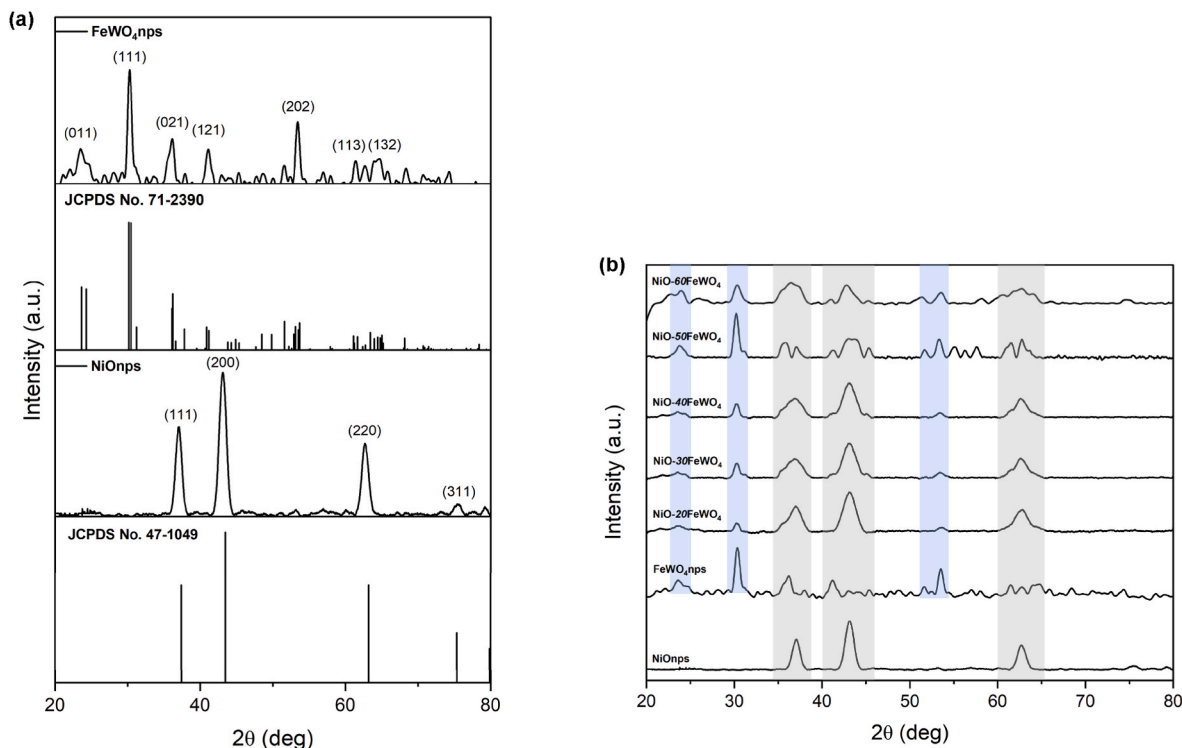 (a)
FeWO₄nps
(111)
(202)
(011)
(021)
(121)
(113)
(132)
JCPDS No. 71-2390
NiOnps
(200)
(111)
(220)
(311)
JCPDS No. 47-1049
Intensity (a.u.)
20
40
60
80
2θ (deg)
(b)
NiO-60FeWO₄
NiO-50FeWO₄
NiO-40FeWO₄
NiO-30FeWO₄
NiO-20FeWO₄
FeWO₄nps
NiOnps
Intensity (a.u.)
20
30
40
50
60
70
80
2θ (deg)